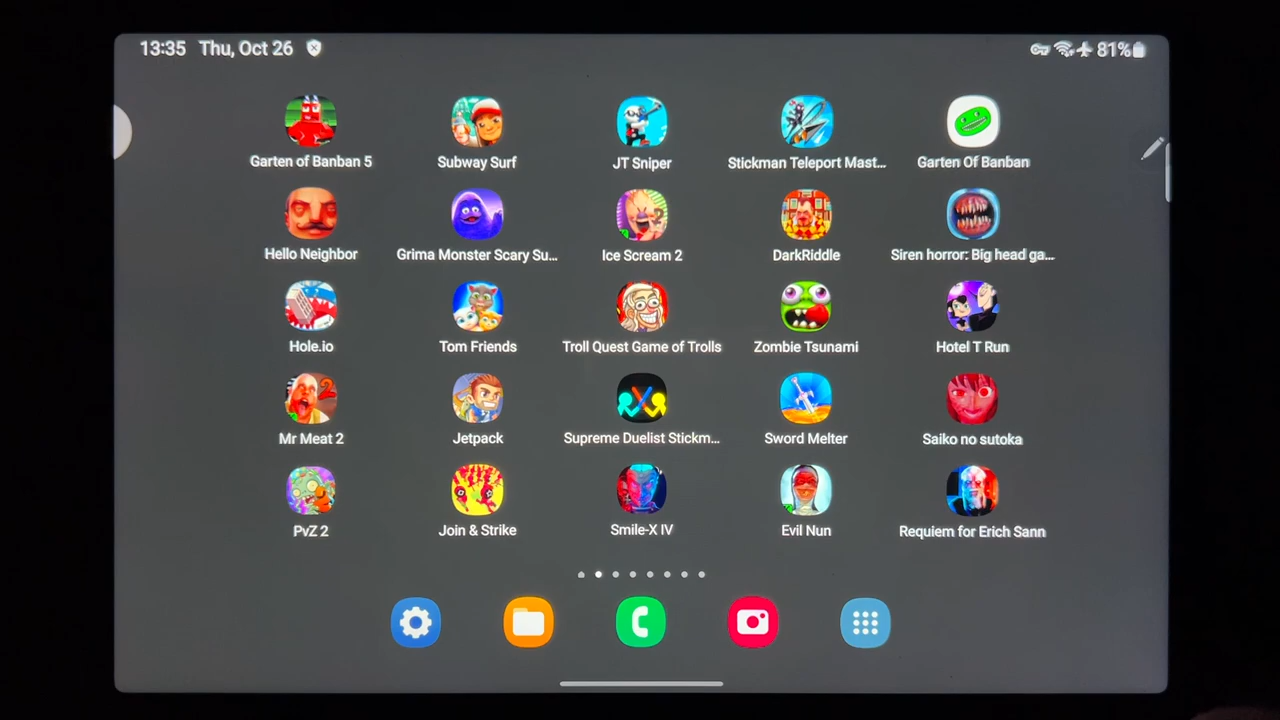 13:35 Thu, Oct 26 81%
Garten of Banban 5 Subway Surf JT Sniper Stickman Teleport Mast... Garten Of Banban
Hello Neighbor Grima Monster Scary Su... Ice Scream 2 DarkRiddle Siren horror: Big head ga...
Hole.io Tom Friends Troll Quest Game of Trolls Zombie Tsunami Hotel T Run
2
Mr Meat 2 Jetpack Supreme Duelist Stickm... Sword Melter Saiko no sutoka
PvZ 2 Join & Strike Smile-X IV Evil Nun Requiem for Erich Sann